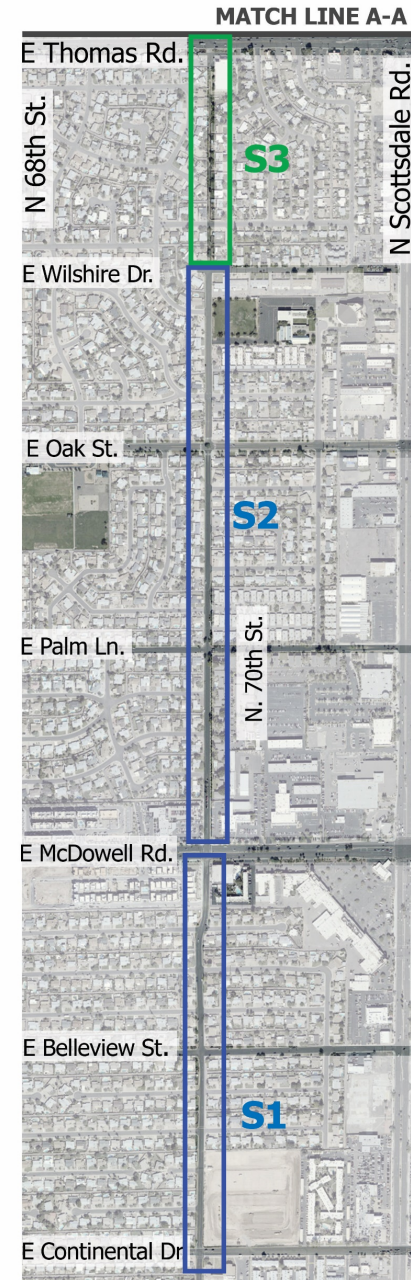 MATCH LINE A-A
E Thomas Rd.
N 68th St.
N Scottsdale Rd.
S3
E Wilshire Dr.
E Oak St.
S2
E Palm Ln.
N. 70th St.
E McDowell Rd.
E Belleview St.
S1
E Continental Dr